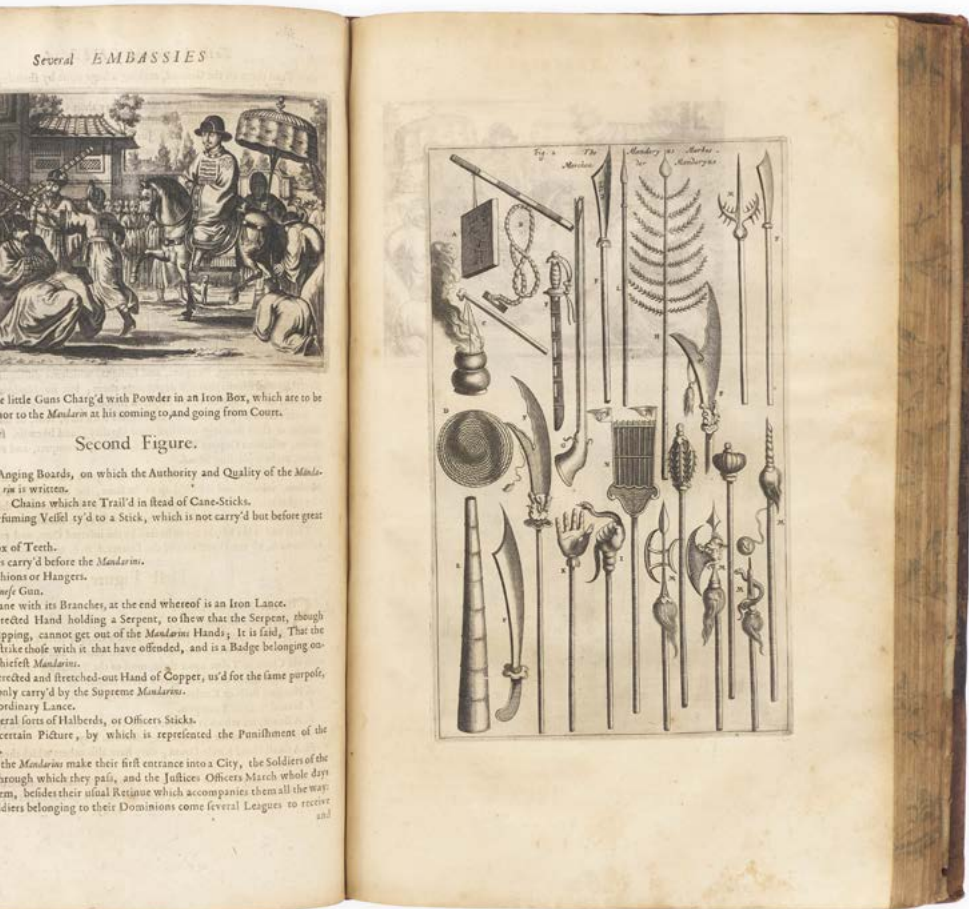 Several EMBASSIES
e little Guns Charg'd with Powder in an Iron Box, which are to be
nor to the Mandarin at his coming to, and going from Court.
Second Figure.
Anging Boards, on which the Authority and Quality of the Manda-
rin is written.
Chains which are Trail'd in stead of Cane-Sticks.
fuming Vessel ty'd to a Stick, which is not carry'd but before great
x of Teeth.
s carry'd before the Mandarins.
hions or Hangers.
nese Gun.
ane with its Branches, at the end whereof is an Iron Lance.
rected Hand holding a Serpent, to shew that the Serpent, though
pping, cannot get out of the Mandarins Hands; It is said, That the
trike those with it that have offended, and is a Badge belonging on-
hiefest Mandarins.
rected and stretched-out Hand of Copper, us'd for the same purpose,
only carry'd by the Supreme Mandarins.
ordinary Lance.
eral sorts of Halberds, or Officers Sticks.
certain Picture, by which is represented the Punishment of the
the Mandarins make their first entrance into a City, the Soldiers of the
hrough which they pass, and the Justices Officers March whole days
em, besides their usual Retinue which accompanies them all the way:
diers belonging to their Dominions come several Leagues to receive
and
Fig. 2 The Mandery ns Markes.
der Manderyns
A
B
C
D
F
F
F
F
G
H
I
K
L
L
M
M
M
M
N